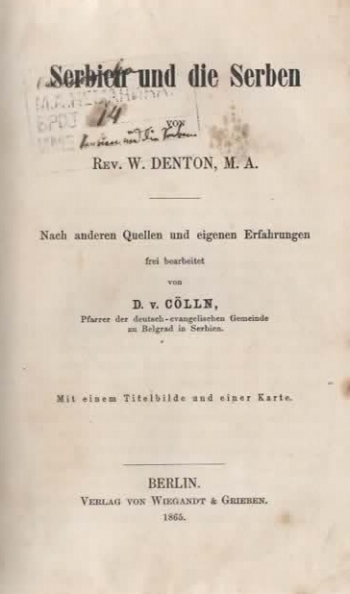 Serbien und die Serben
von
Rev. W. DENTON, M. A.
14
Nach anderen Quellen und eigenen Erfahrungen
frei bearbeitet
von
D. v. CÖLLN,
Pfarrer der deutsch-evangelischen Gemeinde
zu Belgrad in Serbien.
Mit einem Titelbilde und einer Karte.
BERLIN.
Verlag von Wiegandt & Grieben.
1865.